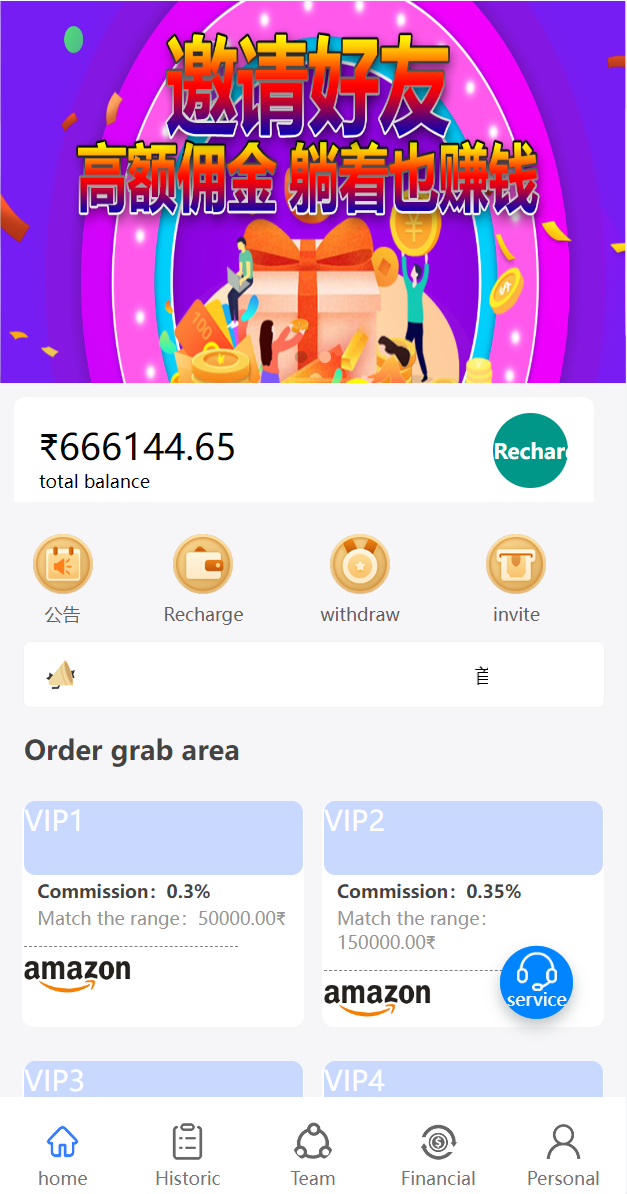 邀请好友
高额佣金 躺着也赚钱
100
₹666144.65
total balance
Rechar
公告
Recharge
withdraw
invite
Order grab area
VIP1
VIP2
Commission：0.3%
Match the range：50000.00₹
amazon
Commission：0.35%
Match the range：
150000.00₹
amazon
service
VIP3
VIP4
home
Historic
Team
Financial
Personal